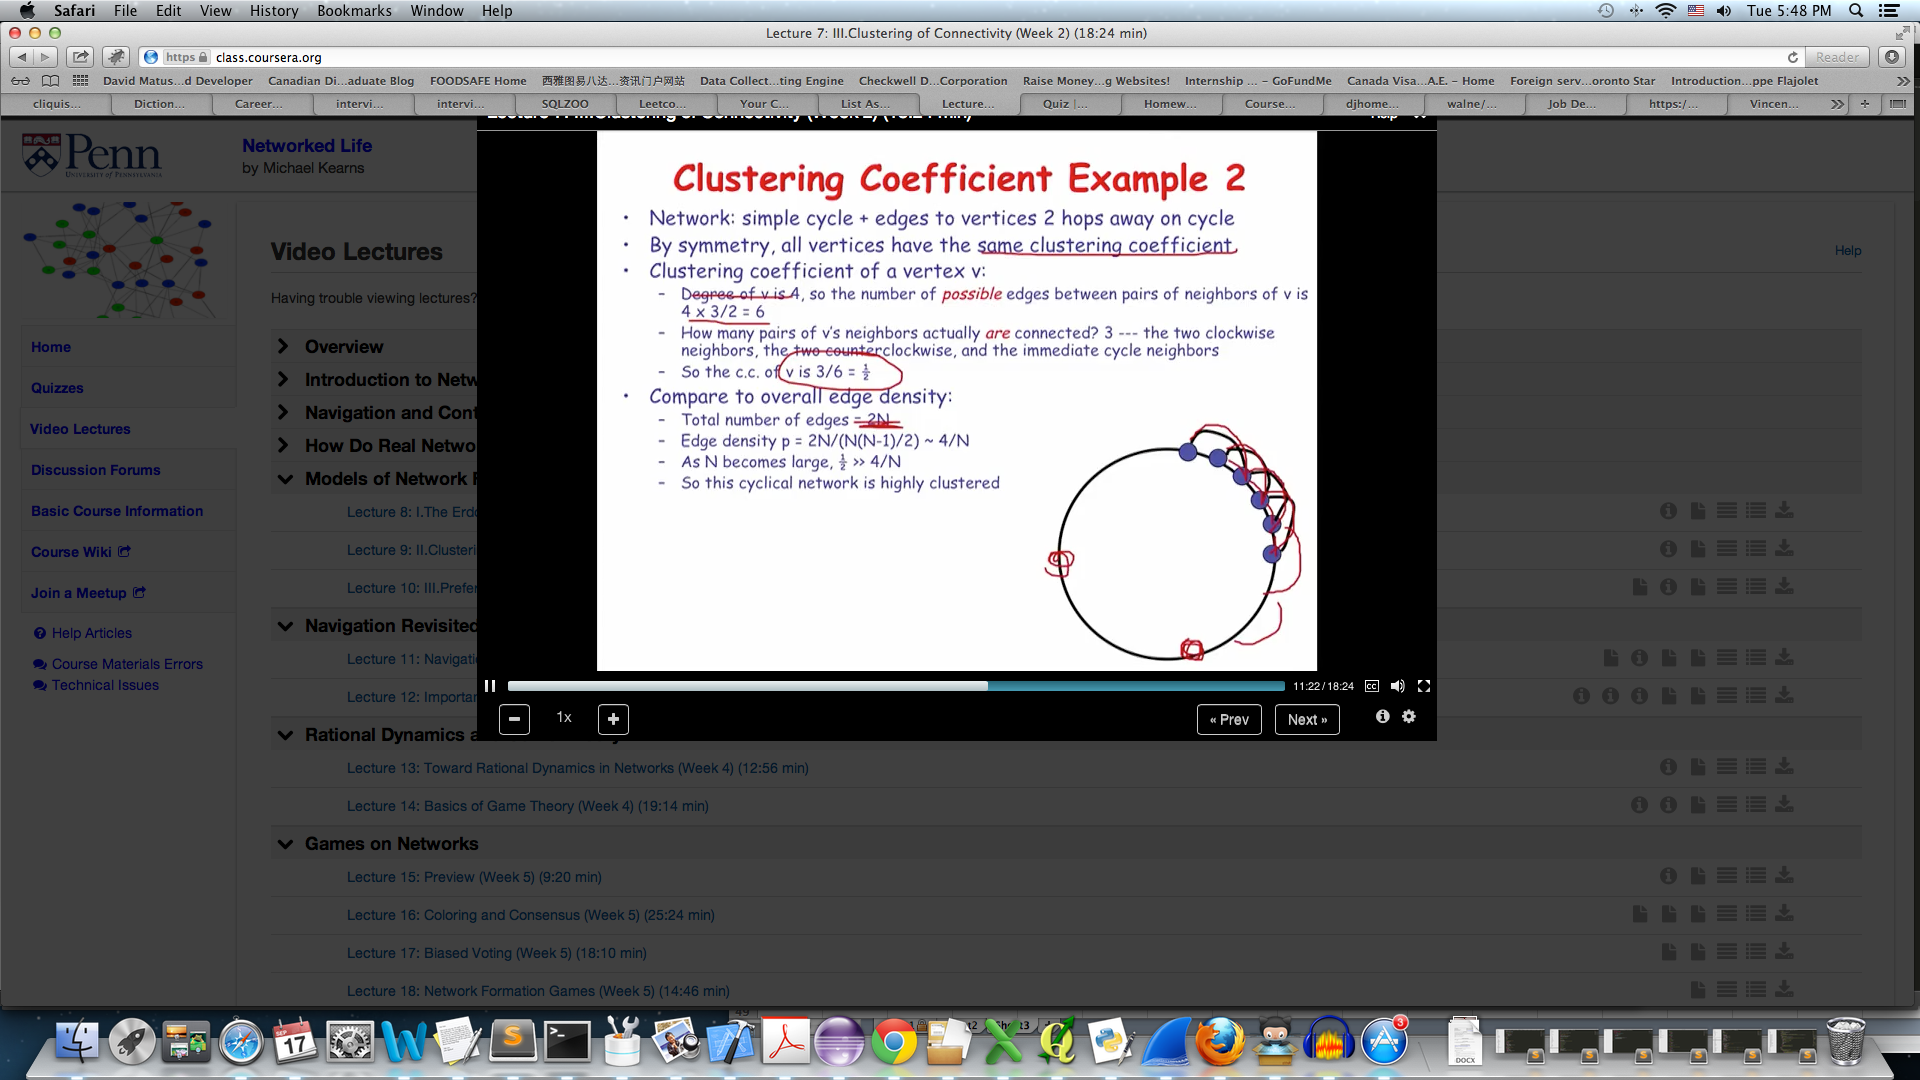 Safari File Edit View History Bookmarks Window Help Tue 5:48 PM
Lecture 7: III.Clustering of Connectivity (Week 2) (18:24 min)
https class.coursera.org Reader
David Matus...d Developer Canadian Di...aduate Blog FOODSAFE Home 西雅图易八达...资讯门户网站 Data Collect...ting Engine Checkwell D...Corporation Raise Money...g Websites! Internship ... – GoFundMe Canada Visa...A.E. – Home Foreign serv...oronto Star Introduction...ppe Flajolet
cliquis... Diction... Career... intervi... intervi... SQLZOO Leetco... Your C... List As... Lecture... Quiz |... Homew... Course... djhome... walne/... Job De... https:/... Vincen...
Penn
UNIVERSITY of PENNSYLVANIA
Networked Life
by Michael Kearns
Help
Video Lectures
Having trouble viewing lectures?
Help
Home
Quizzes
Video Lectures
Discussion Forums
Basic Course Information
Course Wiki
Join a Meetup
Help Articles
Course Materials Errors
Technical Issues
Overview
Introduction to Netw
Navigation and Cont
How Do Real Netwo
Models of Network F
Lecture 8: I.The Erdo
Lecture 9: II.Clusteri
Lecture 10: III.Prefer
Navigation Revisited
Lecture 11: Navigati
Lecture 12: Importan
Rational Dynamics a
Lecture 13: Toward Rational Dynamics in Networks (Week 4) (12:56 min)
Lecture 14: Basics of Game Theory (Week 4) (19:14 min)
Games on Networks
Lecture 15: Preview (Week 5) (9:20 min)
Lecture 16: Coloring and Consensus (Week 5) (25:24 min)
Lecture 17: Biased Voting (Week 5) (18:10 min)
Lecture 18: Network Formation Games (Week 5) (14:46 min)
Clustering Coefficient Example 2
• Network: simple cycle + edges to vertices 2 hops away on cycle
• By symmetry, all vertices have the same clustering coefficient
• Clustering coefficient of a vertex v:
– Degree of v is 4, so the number of possible edges between pairs of neighbors of v is
4 x 3/2 = 6
– How many pairs of v's neighbors actually are connected? 3 --- the two clockwise
neighbors, the two counterclockwise, and the immediate cycle neighbors
– So the c.c. of v is 3/6 = ½
• Compare to overall edge density:
– Total number of edges = 2N
– Edge density p = 2N/(N(N-1)/2) ~ 4/N
– As N becomes large, ½ >> 4/N
– So this cyclical network is highly clustered
11:22 / 18:24 CC
1x
« Prev Next »
SEP
17
3
DOCX